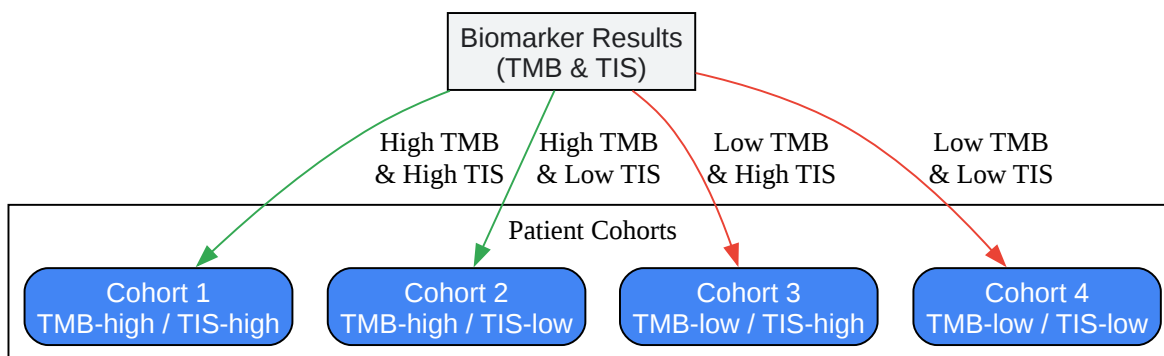 Biomarker Results
(TMB & TIS)
High TMB
& High TIS
High TMB
& Low TIS
Low TMB
& High TIS
Low TMB
& Low TIS
Patient Cohorts
Cohort 1
TMB-high / TIS-high
Cohort 2
TMB-high / TIS-low
Cohort 3
TMB-low / TIS-high
Cohort 4
TMB-low / TIS-low